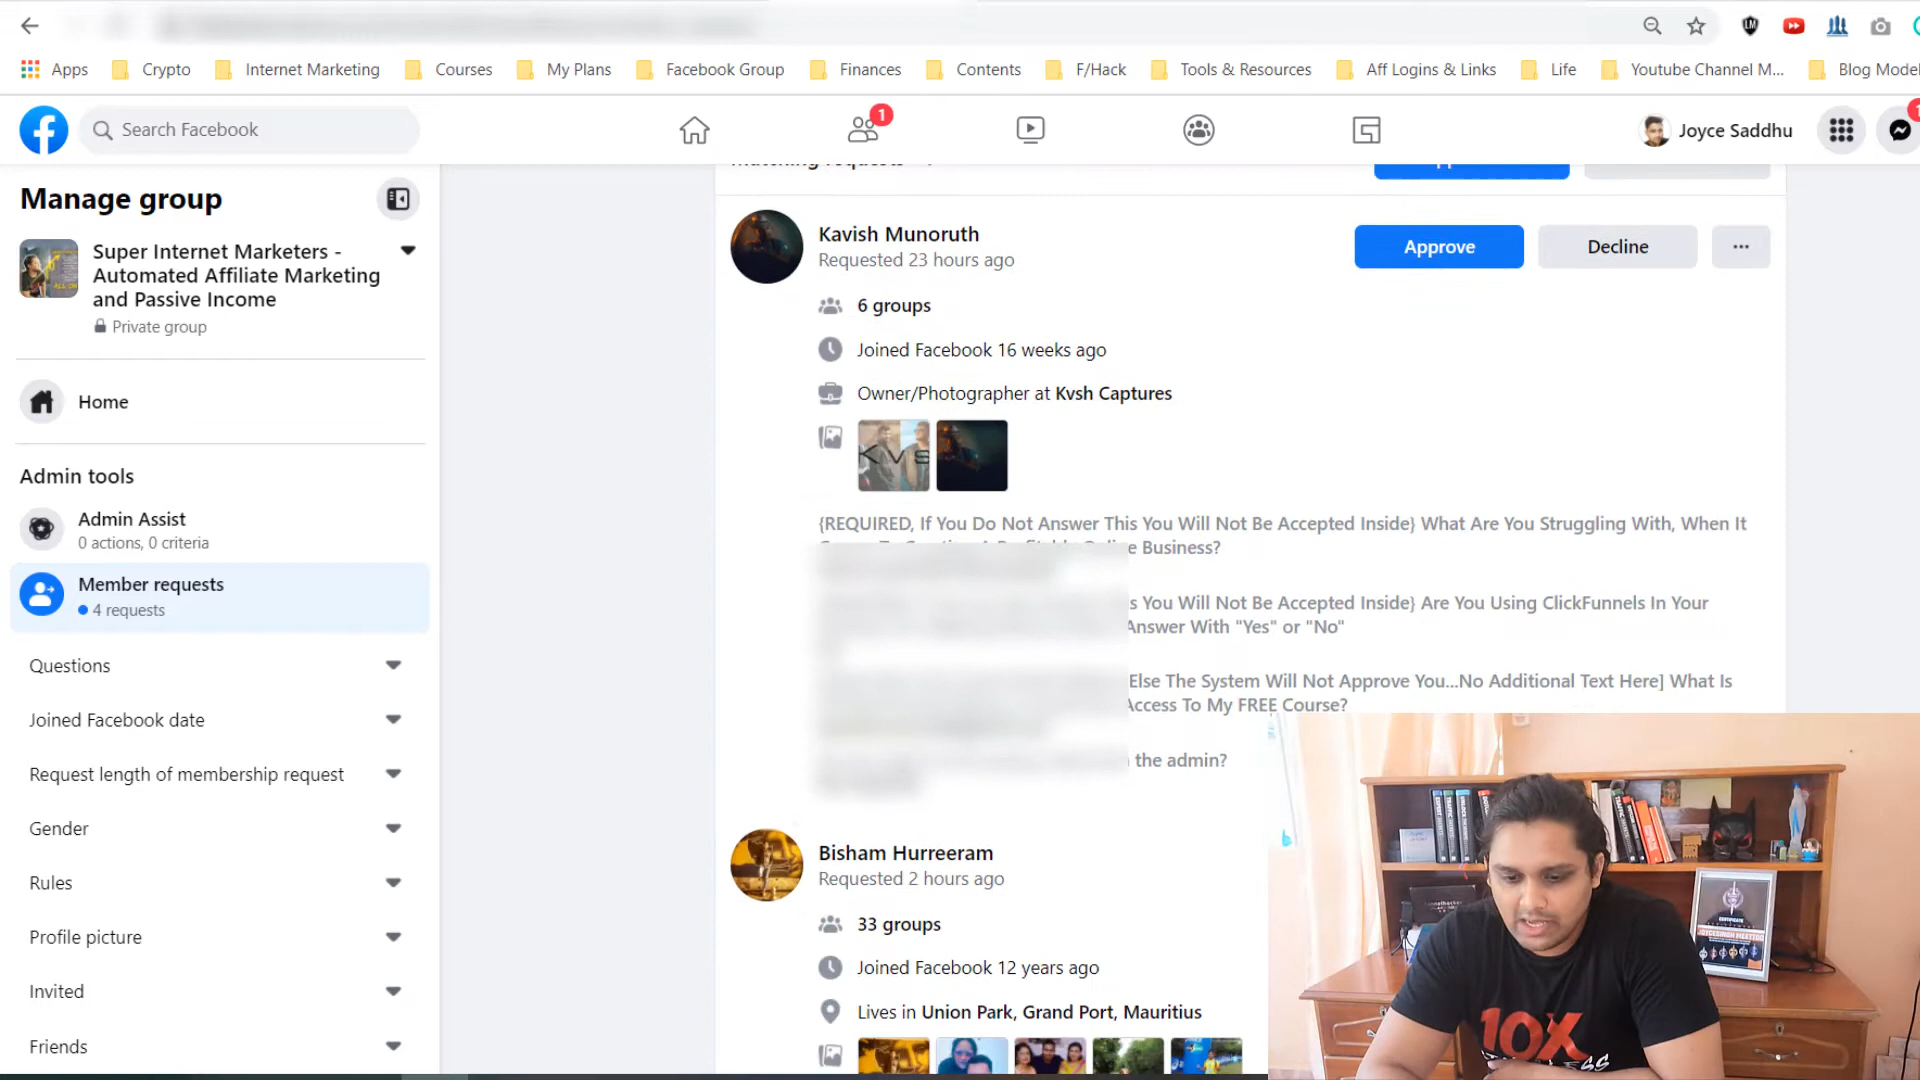 Apps
Crypto
Internet Marketing
Courses
My Plans
Facebook Group
Finances
Contents
F/Hack
Tools & Resources
Aff Logins & Links
Life
Youtube Channel M...
Blog Model
Search Facebook
1
Joyce Saddhu
Manage group
Super Internet Marketers -
Automated Affiliate Marketing
and Passive Income
Private group
Home
Admin tools
Admin Assist
0 actions, 0 criteria
Member requests
4 requests
Questions
Joined Facebook date
Request length of membership request
Gender
Rules
Profile picture
Invited
Friends
Kavish Munoruth
Requested 23 hours ago
Approve
Decline
6 groups
Joined Facebook 16 weeks ago
Owner/Photographer at Kvsh Captures
{REQUIRED, If You Do Not Answer This You Will Not Be Accepted Inside} What Are You Struggling With, When It
Business?
You Will Not Be Accepted Inside} Are You Using ClickFunnels In Your
Answer With "Yes" or "No"
Else The System Will Not Approve You...No Additional Text Here] What Is
Access To My FREE Course?
the admin?
Bisham Hurreeram
Requested 2 hours ago
33 groups
Joined Facebook 12 years ago
Lives in Union Park, Grand Port, Mauritius
10X